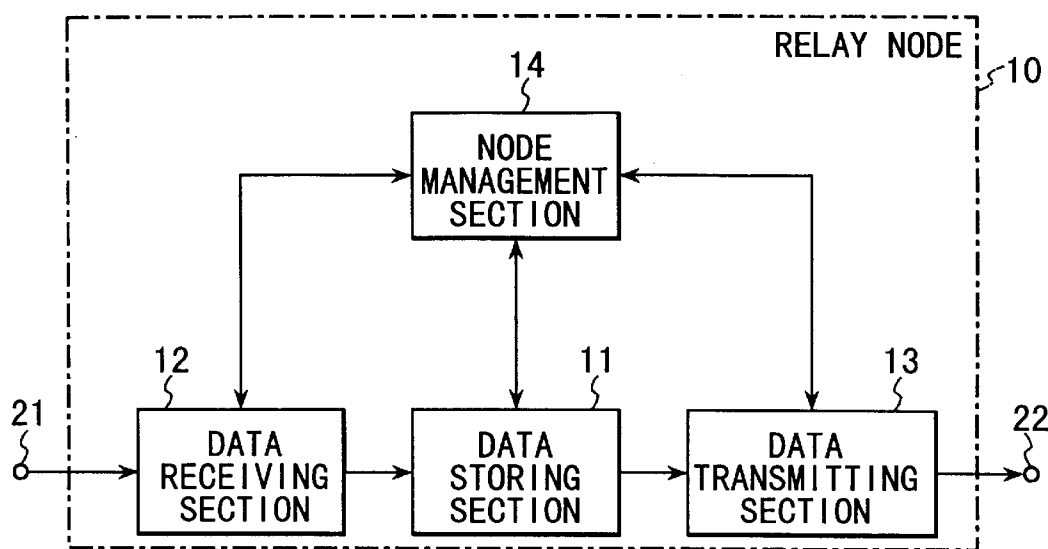 RELAY NODE
10
14
NODE
MANAGEMENT
SECTION
12
11
13
21
22
DATA
RECEIVING
SECTION
DATA
STORING
SECTION
DATA
TRANSMITTING
SECTION